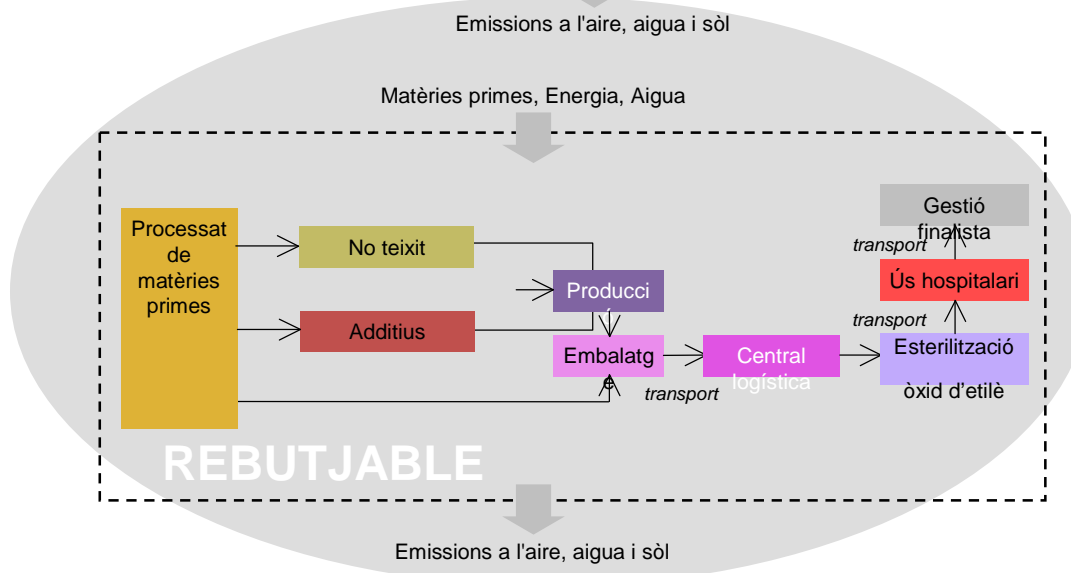 Emissions a l'aire, aigua i sòl
Matèries primes, Energia, Aigua
Processat
de
matèries
primes
No teixit
Additius
Producci
ó
Embalatg
e
transport
Central
logística
Esterilització
òxid d'etilè
transport
Ús hospitalari
transport
Gestió
finalista
REBUTJABLE
Emissions a l'aire, aigua i sòl